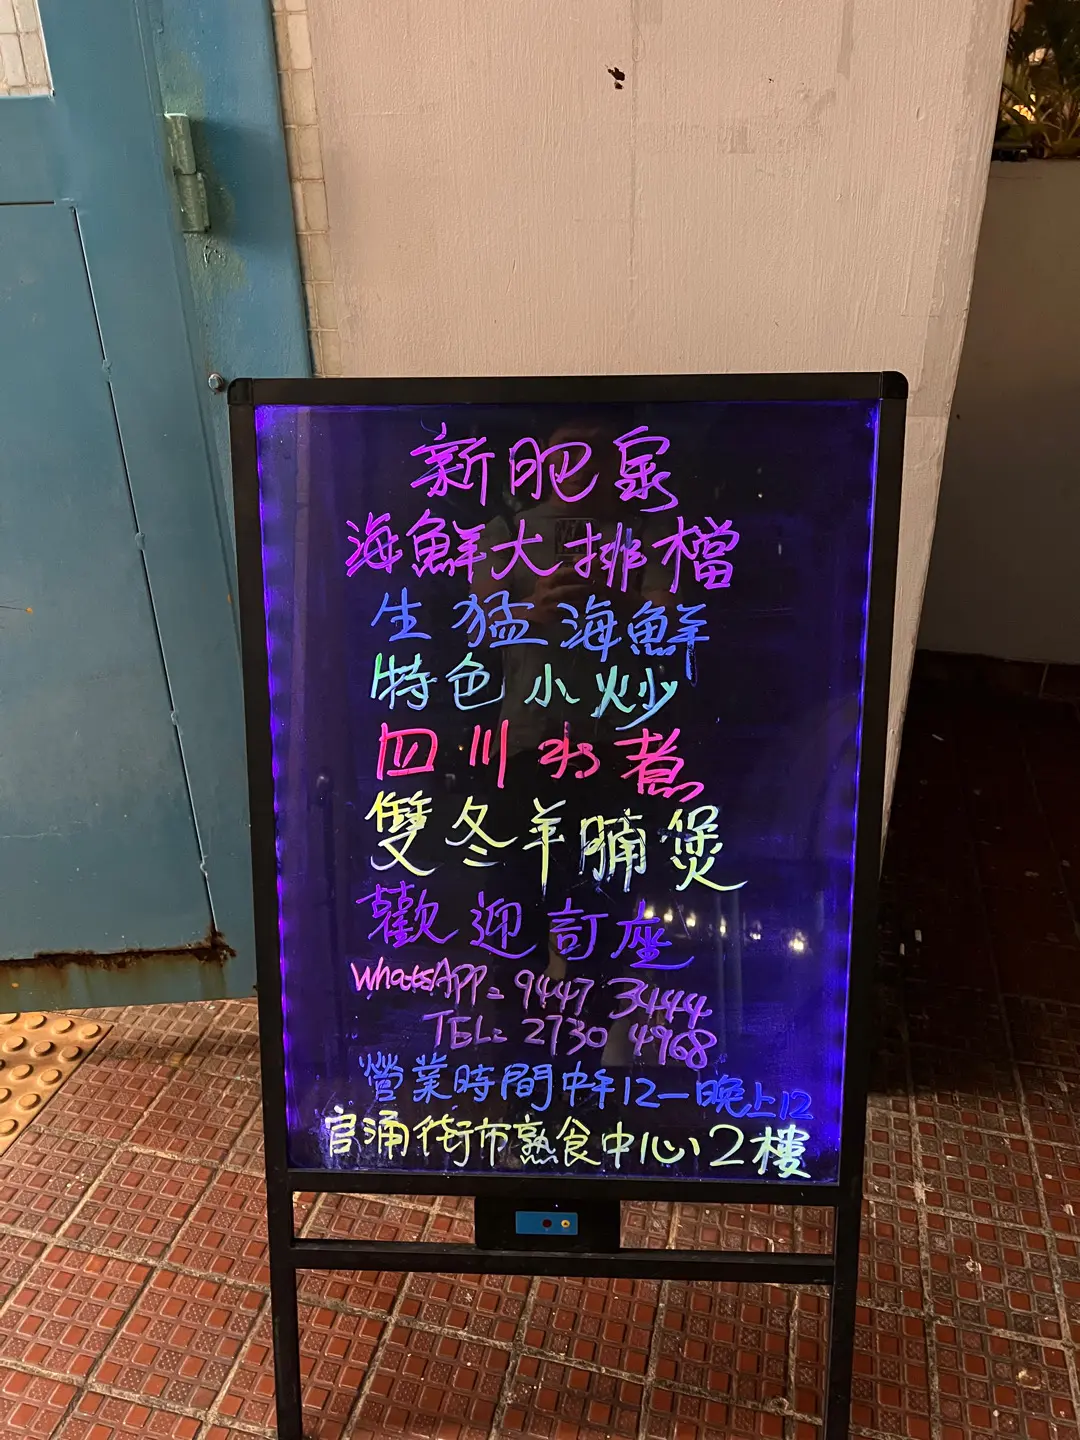 新肥泉
海鮮大排檔
生猛海鮮
特色小炒
四川水煮
雙冬羊腩煲
歡迎訂座
WhatsAPP: 9447 3444
TEL: 2730 4968
營業時間中午12一晚上12
官涌街市熟食中心2樓